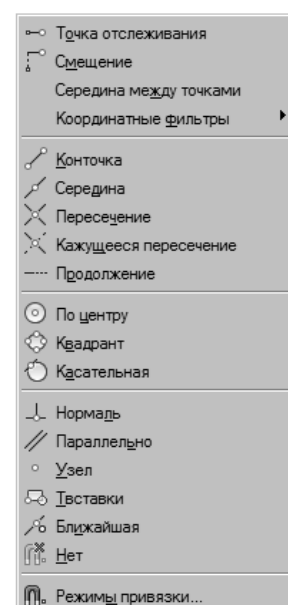 Точка отслеживания
Смещение
Середина между точками
Координатные фильтры
Конточка
Середина
Пересечение
Кажущееся пересечение
Продолжение
По центру
Квадрант
Касательная
Нормаль
Параллельно
Узел
Твставки
Ближайшая
Нет
Режимы привязки...